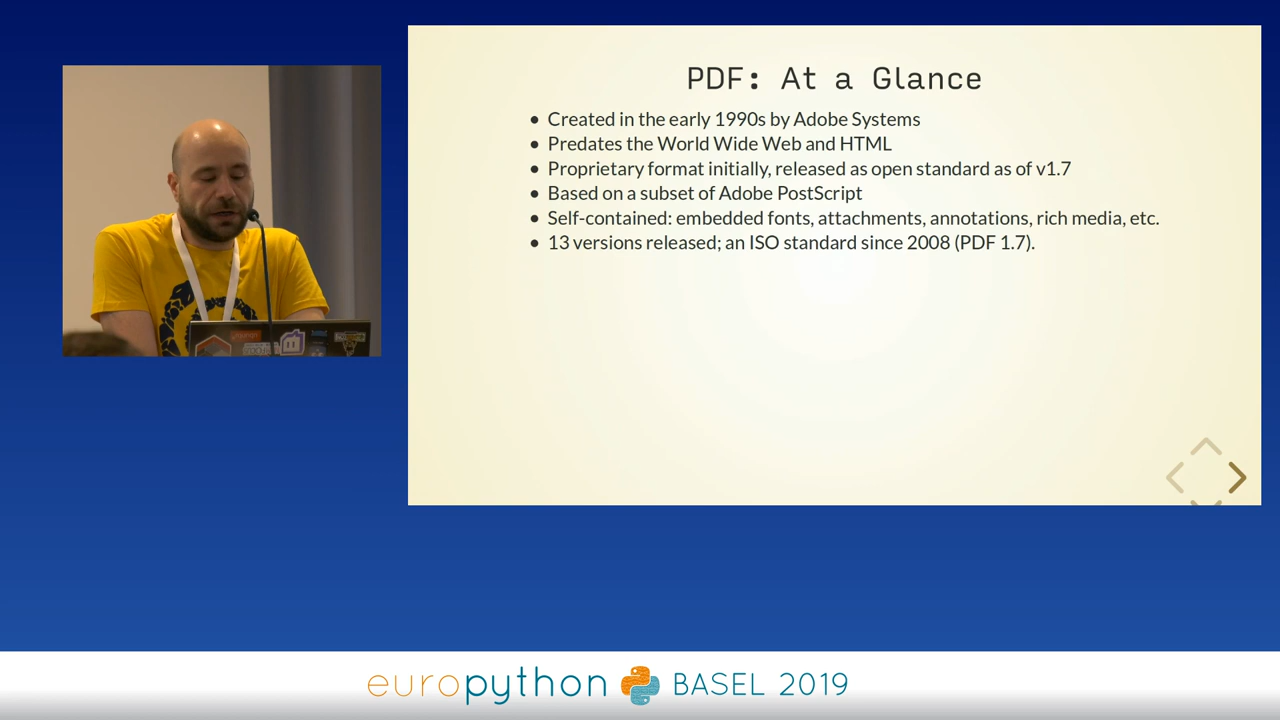 PDF: At a Glance
• Created in the early 1990s by Adobe Systems
• Predates the World Wide Web and HTML
• Proprietary format initially, released as open standard as of v1.7
• Based on a subset of Adobe PostScript
• Self-contained: embedded fonts, attachments, annotations, rich media, etc.
• 13 versions released; an ISO standard since 2008 (PDF 1.7).
europython BASEL 2019